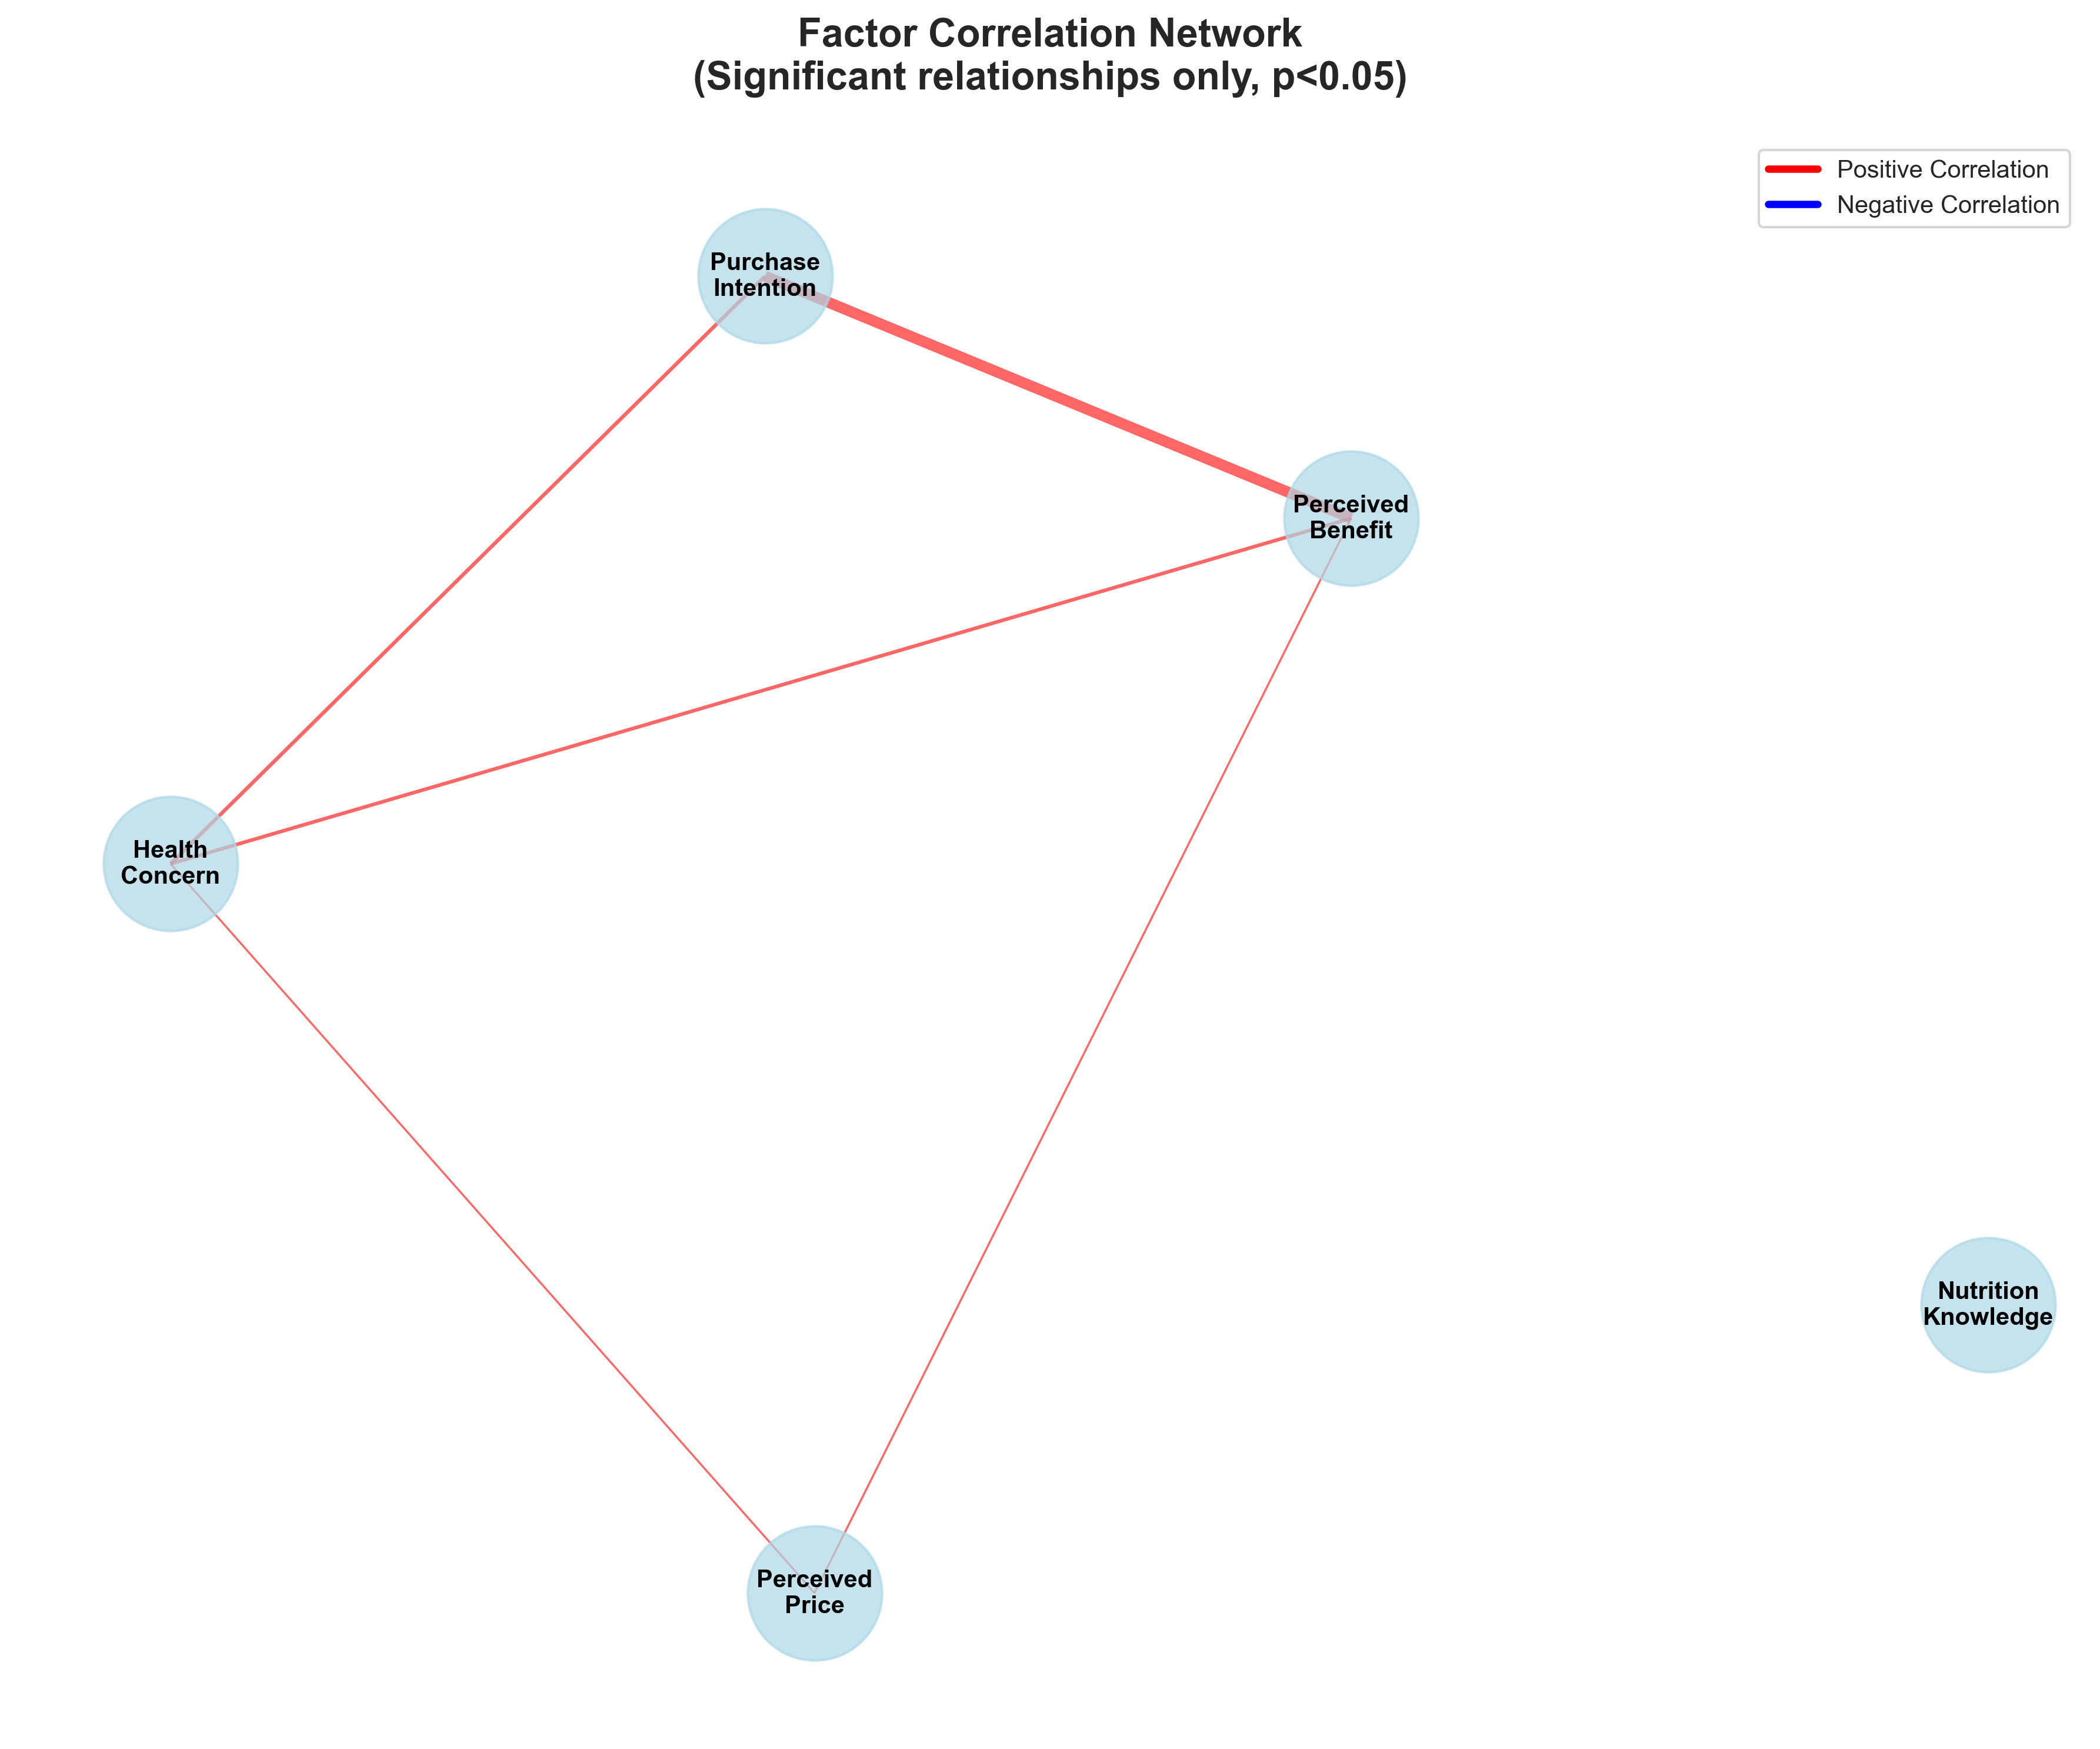 Factor Correlation Network
(Significant relationships only, p<0.05)
Positive Correlation
Negative Correlation
Purchase
Intention
Perceived
Benefit
Health
Concern
Nutrition
Knowledge
Perceived
Price